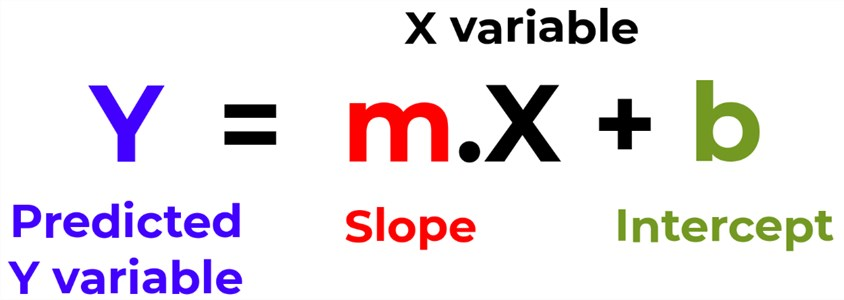 X variable
Y = m.X + b
Predicted Slope Intercept
Y variable